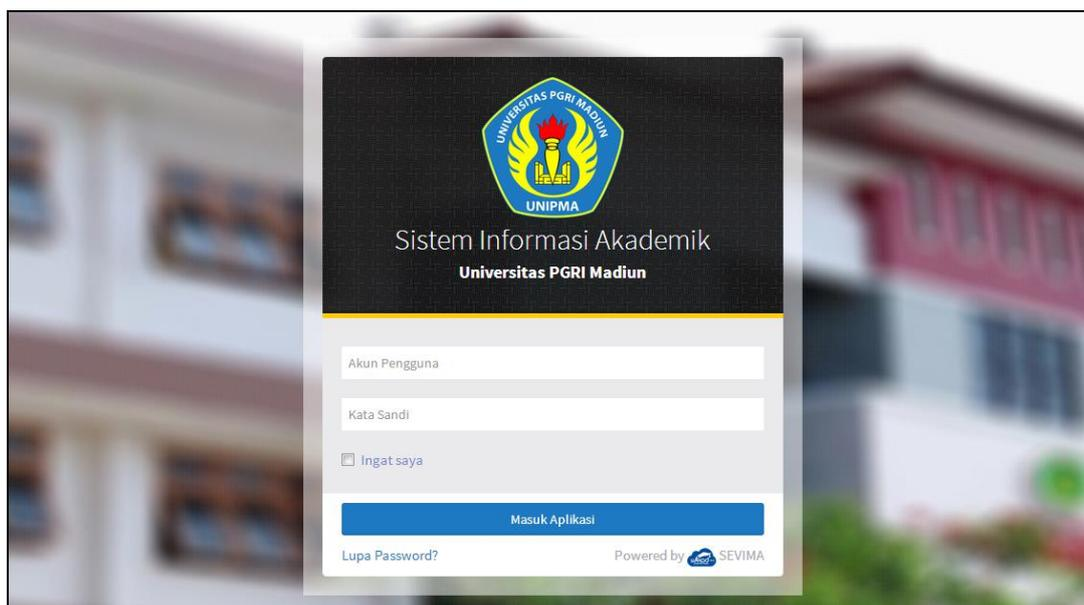 UNIVERSITAS PGRI MADIUN
UNIPMA
Sistem Informasi Akademik
Universitas PGRI Madiun
Akun Pengguna
Kata Sandi
Ingat saya
Masuk Aplikasi
Lupa Password?
Powered by SEVIMA